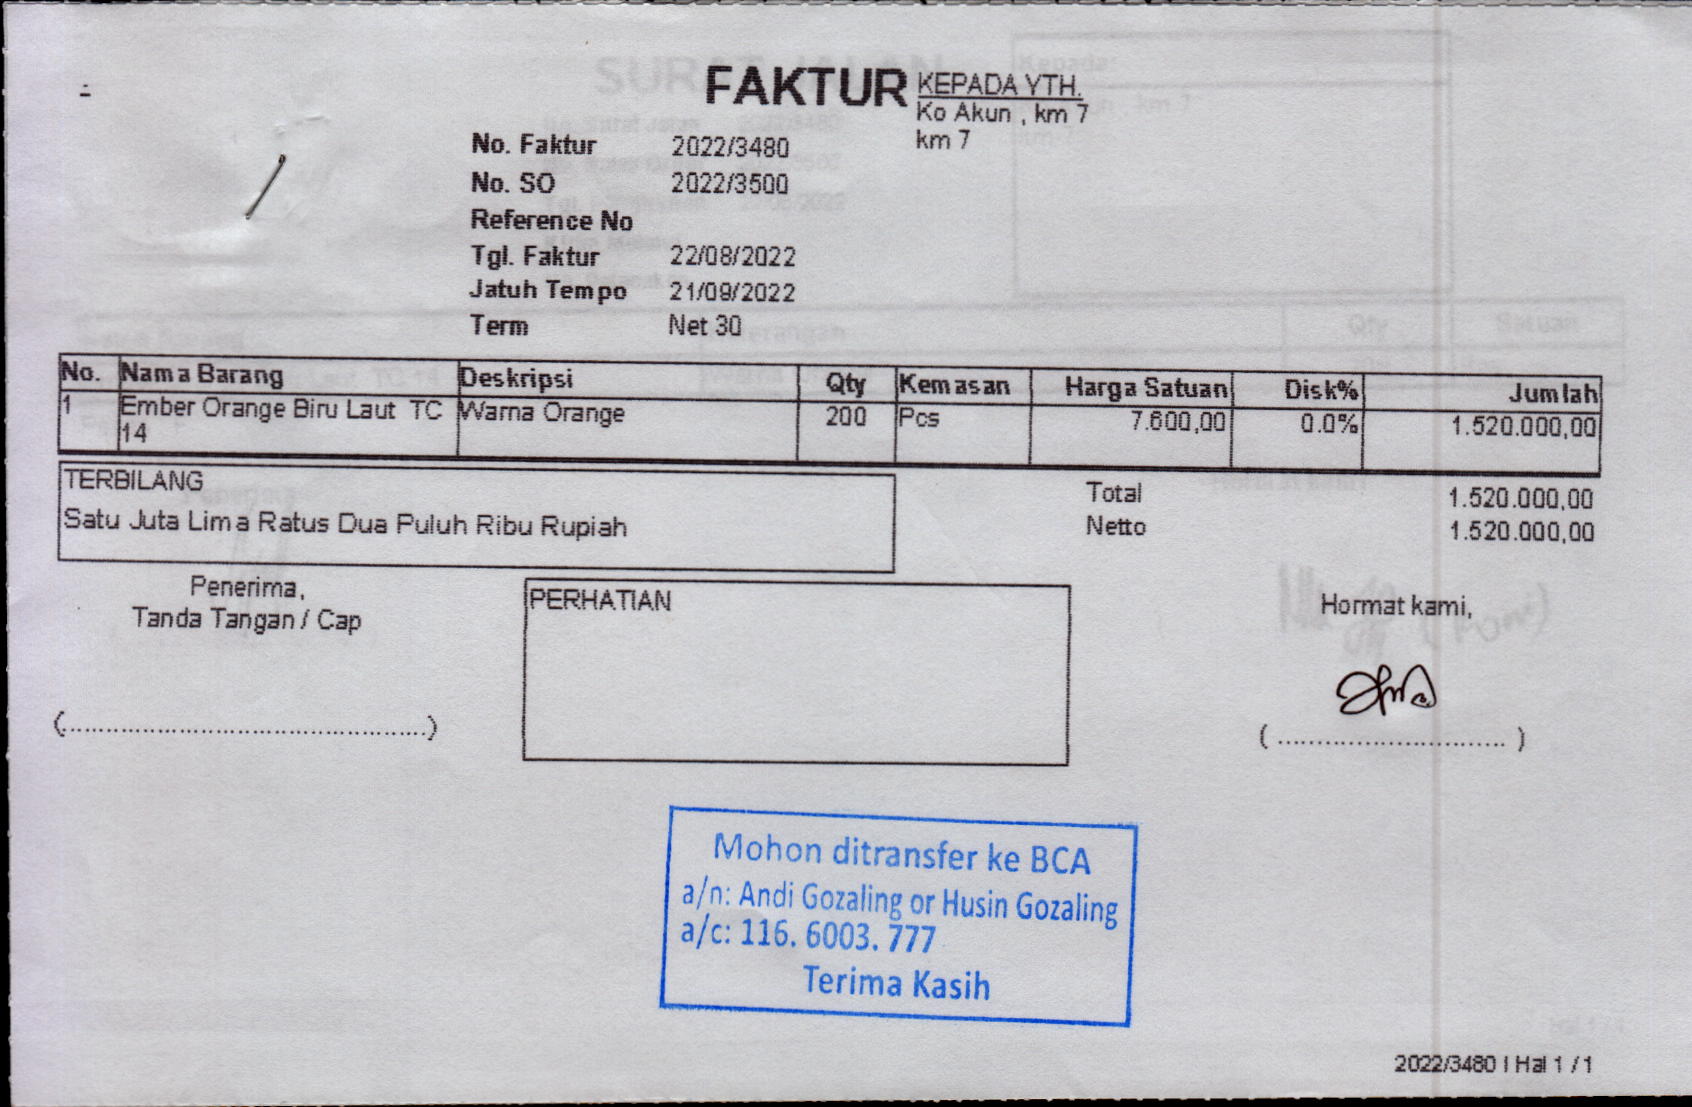 FAKTUR
KEPADA YTH.
Ko Akun , km 7
km 7
No. Faktur 2022/3480
No. SO 2022/3500
Reference No
Tgl. Faktur 22/08/2022
Jatuh Tempo 21/09/2022
Term Net 30
No. Nama Barang Deskripsi Qty Kemasan Harga Satuan Disk% Jumlah
1 Ember Orange Biru Laut TC 14 Warna Orange 200 Pcs 7.600,00 0.0% 1.520.000,00
TERBILANG
Satu Juta Lima Ratus Dua Puluh Ribu Rupiah
Total 1.520.000,00
Netto 1.520.000,00
Penerima,
Tanda Tangan / Cap
PERHATIAN
Hormat kami,
(..............................................)
( ............................. )
Mohon ditransfer ke BCA
a/n: Andi Gozaling or Husin Gozaling
a/c: 116. 6003. 777
Terima Kasih
2022/3480 | Hal 1 / 1